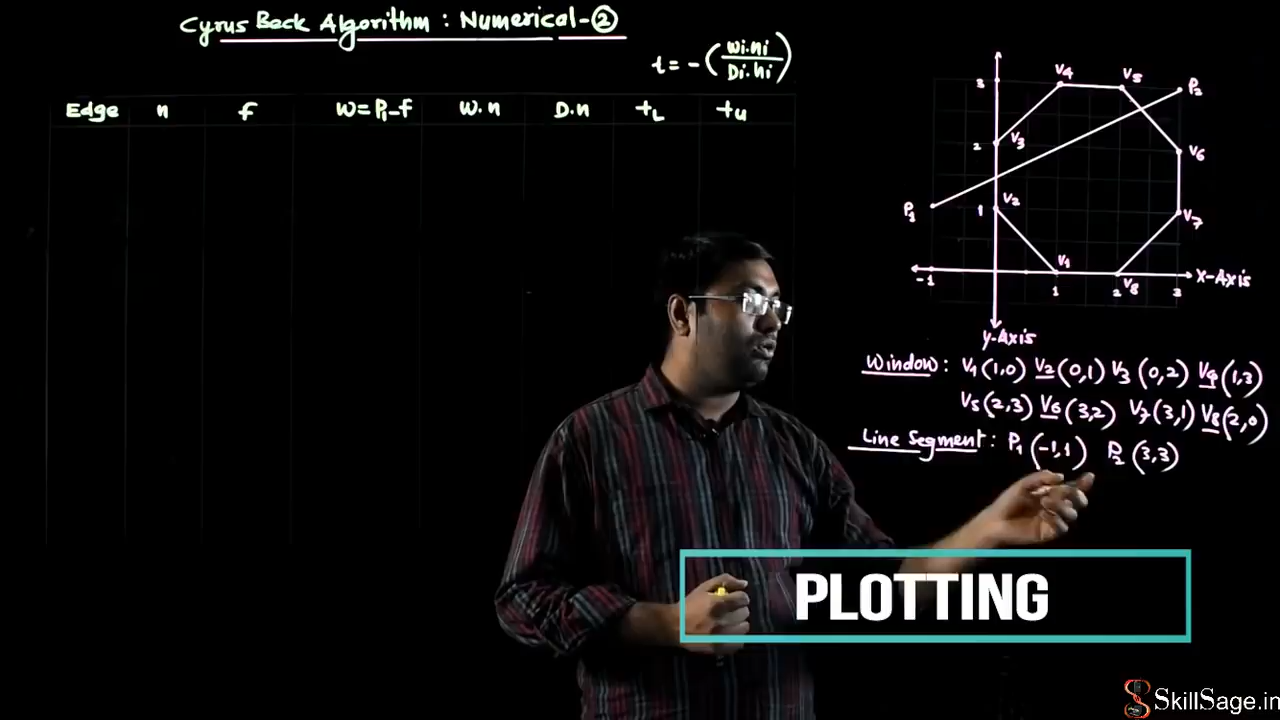 Cyrus Beck Algorithm : Numerical-②
t = - (Wi.ni / Di.ni)
Edge n f W=P1-f W.n D.n tL tu
3 V4 V5 P2
2 V3 V6
P1 1 V2 V7
V1 X-Axis
-1 1 2 V8 3
Y-Axis
Window : V1 (1,0) V2 (0,1) V3 (0,2) V4 (1,3)
V5 (2,3) V6 (3,2) V7 (3,1) V8 (2,0)
Line Segment : P1 (-1,1) P2 (3,3)
PLOTTING
SkillSage.in